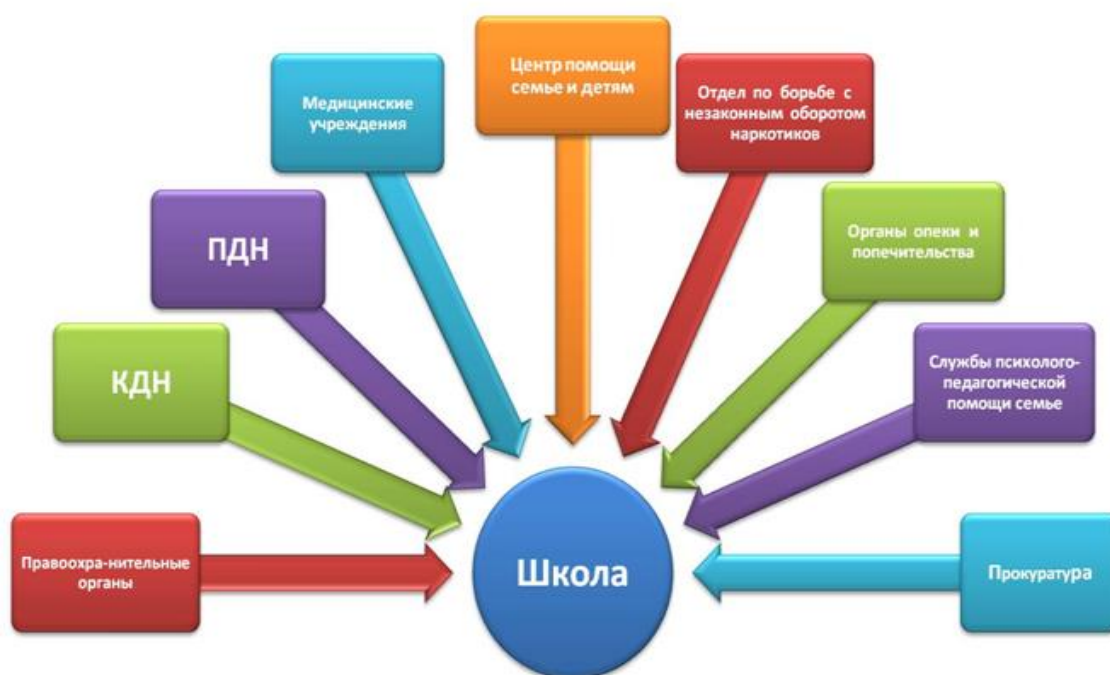 Центр помощи
семье и детям
Медицинские
учреждения
Отдел по борьбе с
незаконным оборотом
наркотиков
ПДН
Органы опеки и
попечительства
КДН
Службы психолого-
педагогической
помощи семье
Правоохра-нительные
органы
Школа
Прокуратура